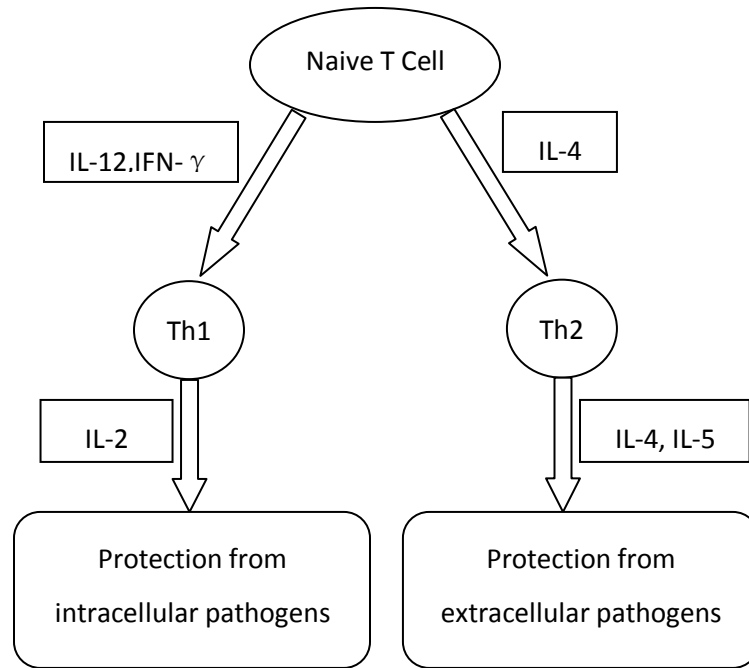 Naive T Cell
IL-12,IFN- γ
IL-4
Th1
Th2
IL-2
IL-4, IL-5
Protection from
intracellular pathogens
Protection from
extracellular pathogens